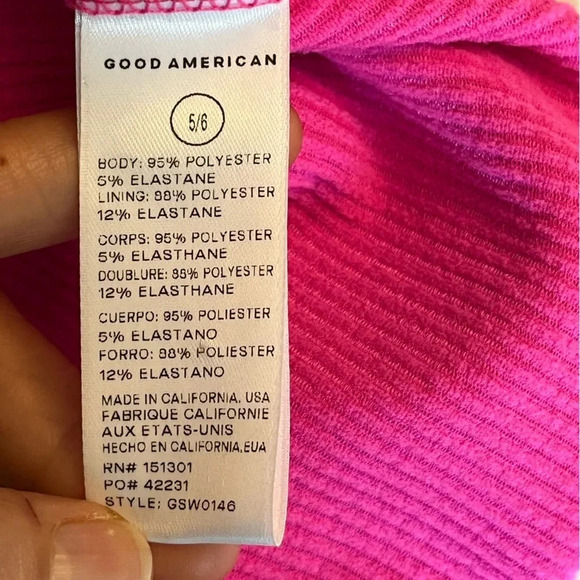 GOOD AMERICAN
5/6
BODY: 95% POLYESTER
5% ELASTANE
LINING: 88% POLYESTER
12% ELASTANE
CORPS: 95% POLYESTER
5% ELASTHANE
DOUBLURE: 88% POLYESTER
12% ELASTHANE
CUERPO: 95% POLIESTER
5% ELASTANO
FORRO: 88% POLIESTER
12% ELASTANO
MADE IN CALIFORNIA, USA
FABRIQUE CALIFORNIE
AUX ETATS-UNIS
HECHO EN CALIFORNIA,EUA
RN# 151301
PO# 42231
STYLE; GSW0146